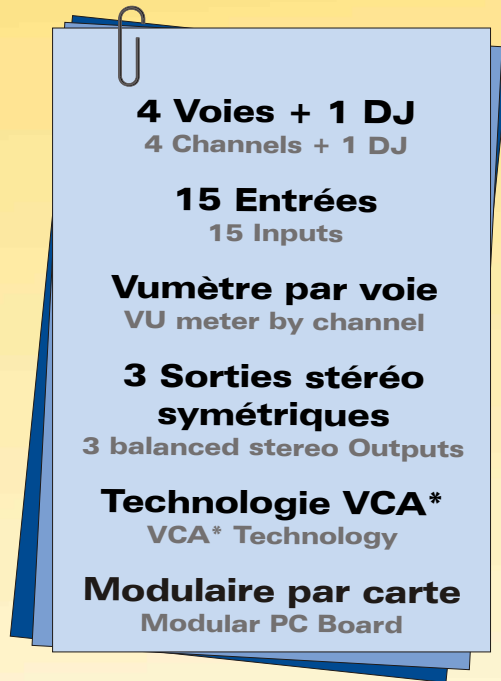 4 Voies + 1 DJ
4 Channels + 1 DJ
15 Entrées
15 Inputs
Vumètre par voie
VU meter by channel
3 Sorties stéréo
symétriques
3 balanced stereo Outputs
Technologie VCA*
VCA* Technology
Modulaire par carte
Modular PC Board